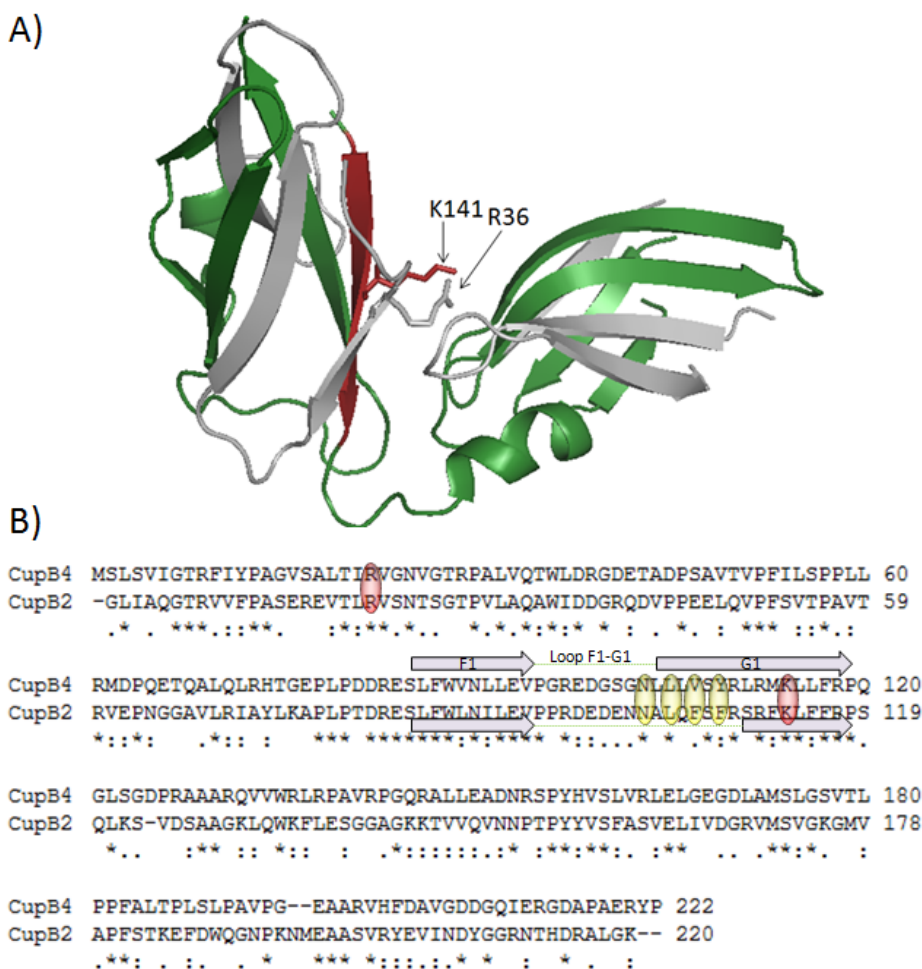 A)
K141
R36
B)
CupB4 MSLSVIGTRFIYPAGVSALTIRVGNVGTRPALVQTWLDRGDETADPSAVTVPFILSPPLL 60
CupB2 -GLIAQGTRVVFPASEREVTLRVSNTSGTPVLAQAWIDDGRQDVPPEELQVPFSVTPAVT 59
F1 Loop F1-G1 G1
CupB4 120
CupB2 RVEPNGGAVLRIAYLKAPLPTDRESLFWLNILEVPPRDEDENNALQFSFRSRFKLFFRPS 119
CupB4 GLSGDPRAAARQVVWRLRPAVRPGQRALLEADNRSPYHVSLVRLELGEGDLAMSLGSVTL 180
CupB2 QLKS-VDSAAGKLQWKFLESGGAGKKTVVQVNNPTPYYVSFASVELIVDGRVMSVGKGMV 178
CupB4 PPFALTPLSLPAVPG--EAARVHFDAVGDDGQIERGDAPAERYP 222
CupB2 APFSTKEFDWQGNPKNMEAASVRYEVINDYGGRNTHDRALGK-- 220